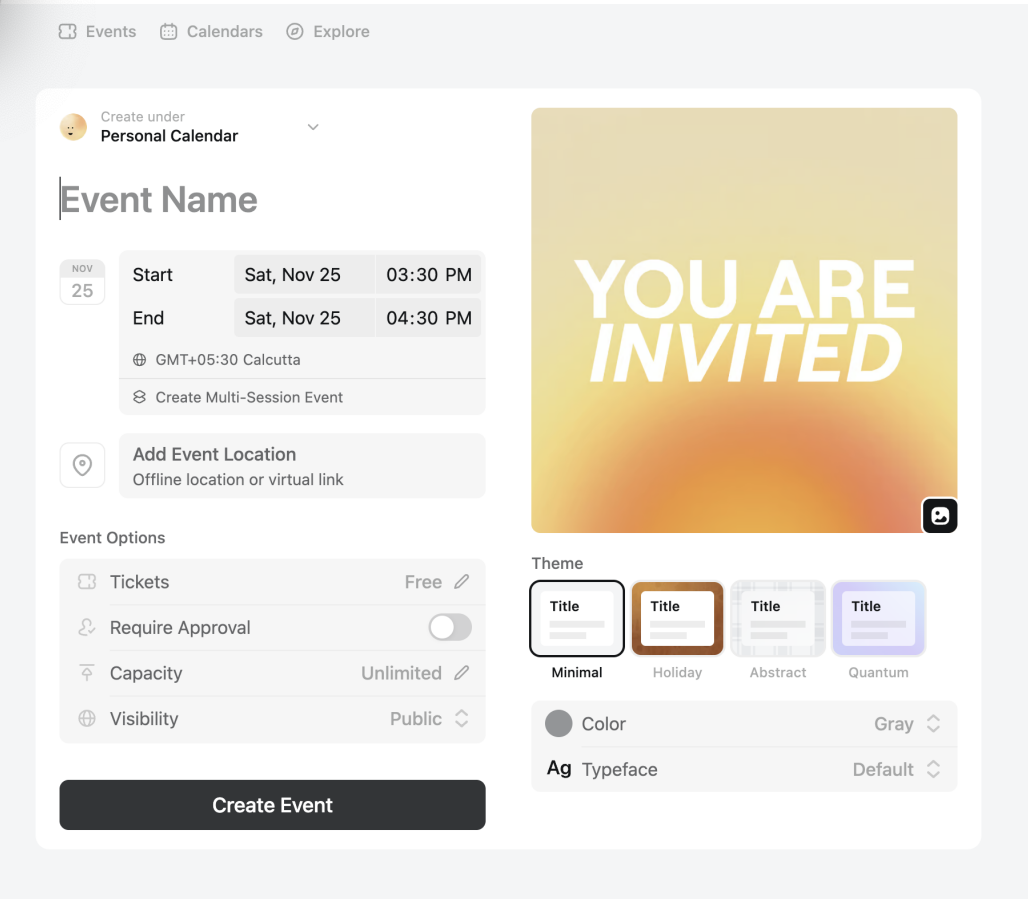 Events
Calendars
Explore
Create under
Personal Calendar
Event Name
NOV
25
Start
Sat, Nov 25
03:30 PM
End
Sat, Nov 25
04:30 PM
GMT+05:30 Calcutta
Create Multi-Session Event
Add Event Location
Offline location or virtual link
Event Options
Tickets
Free
Require Approval
Capacity
Unlimited
Visibility
Public
Create Event
YOU ARE
INVITED
Theme
Title
Title
Title
Title
Minimal
Holiday
Abstract
Quantum
Color
Gray
Ag
Typeface
Default